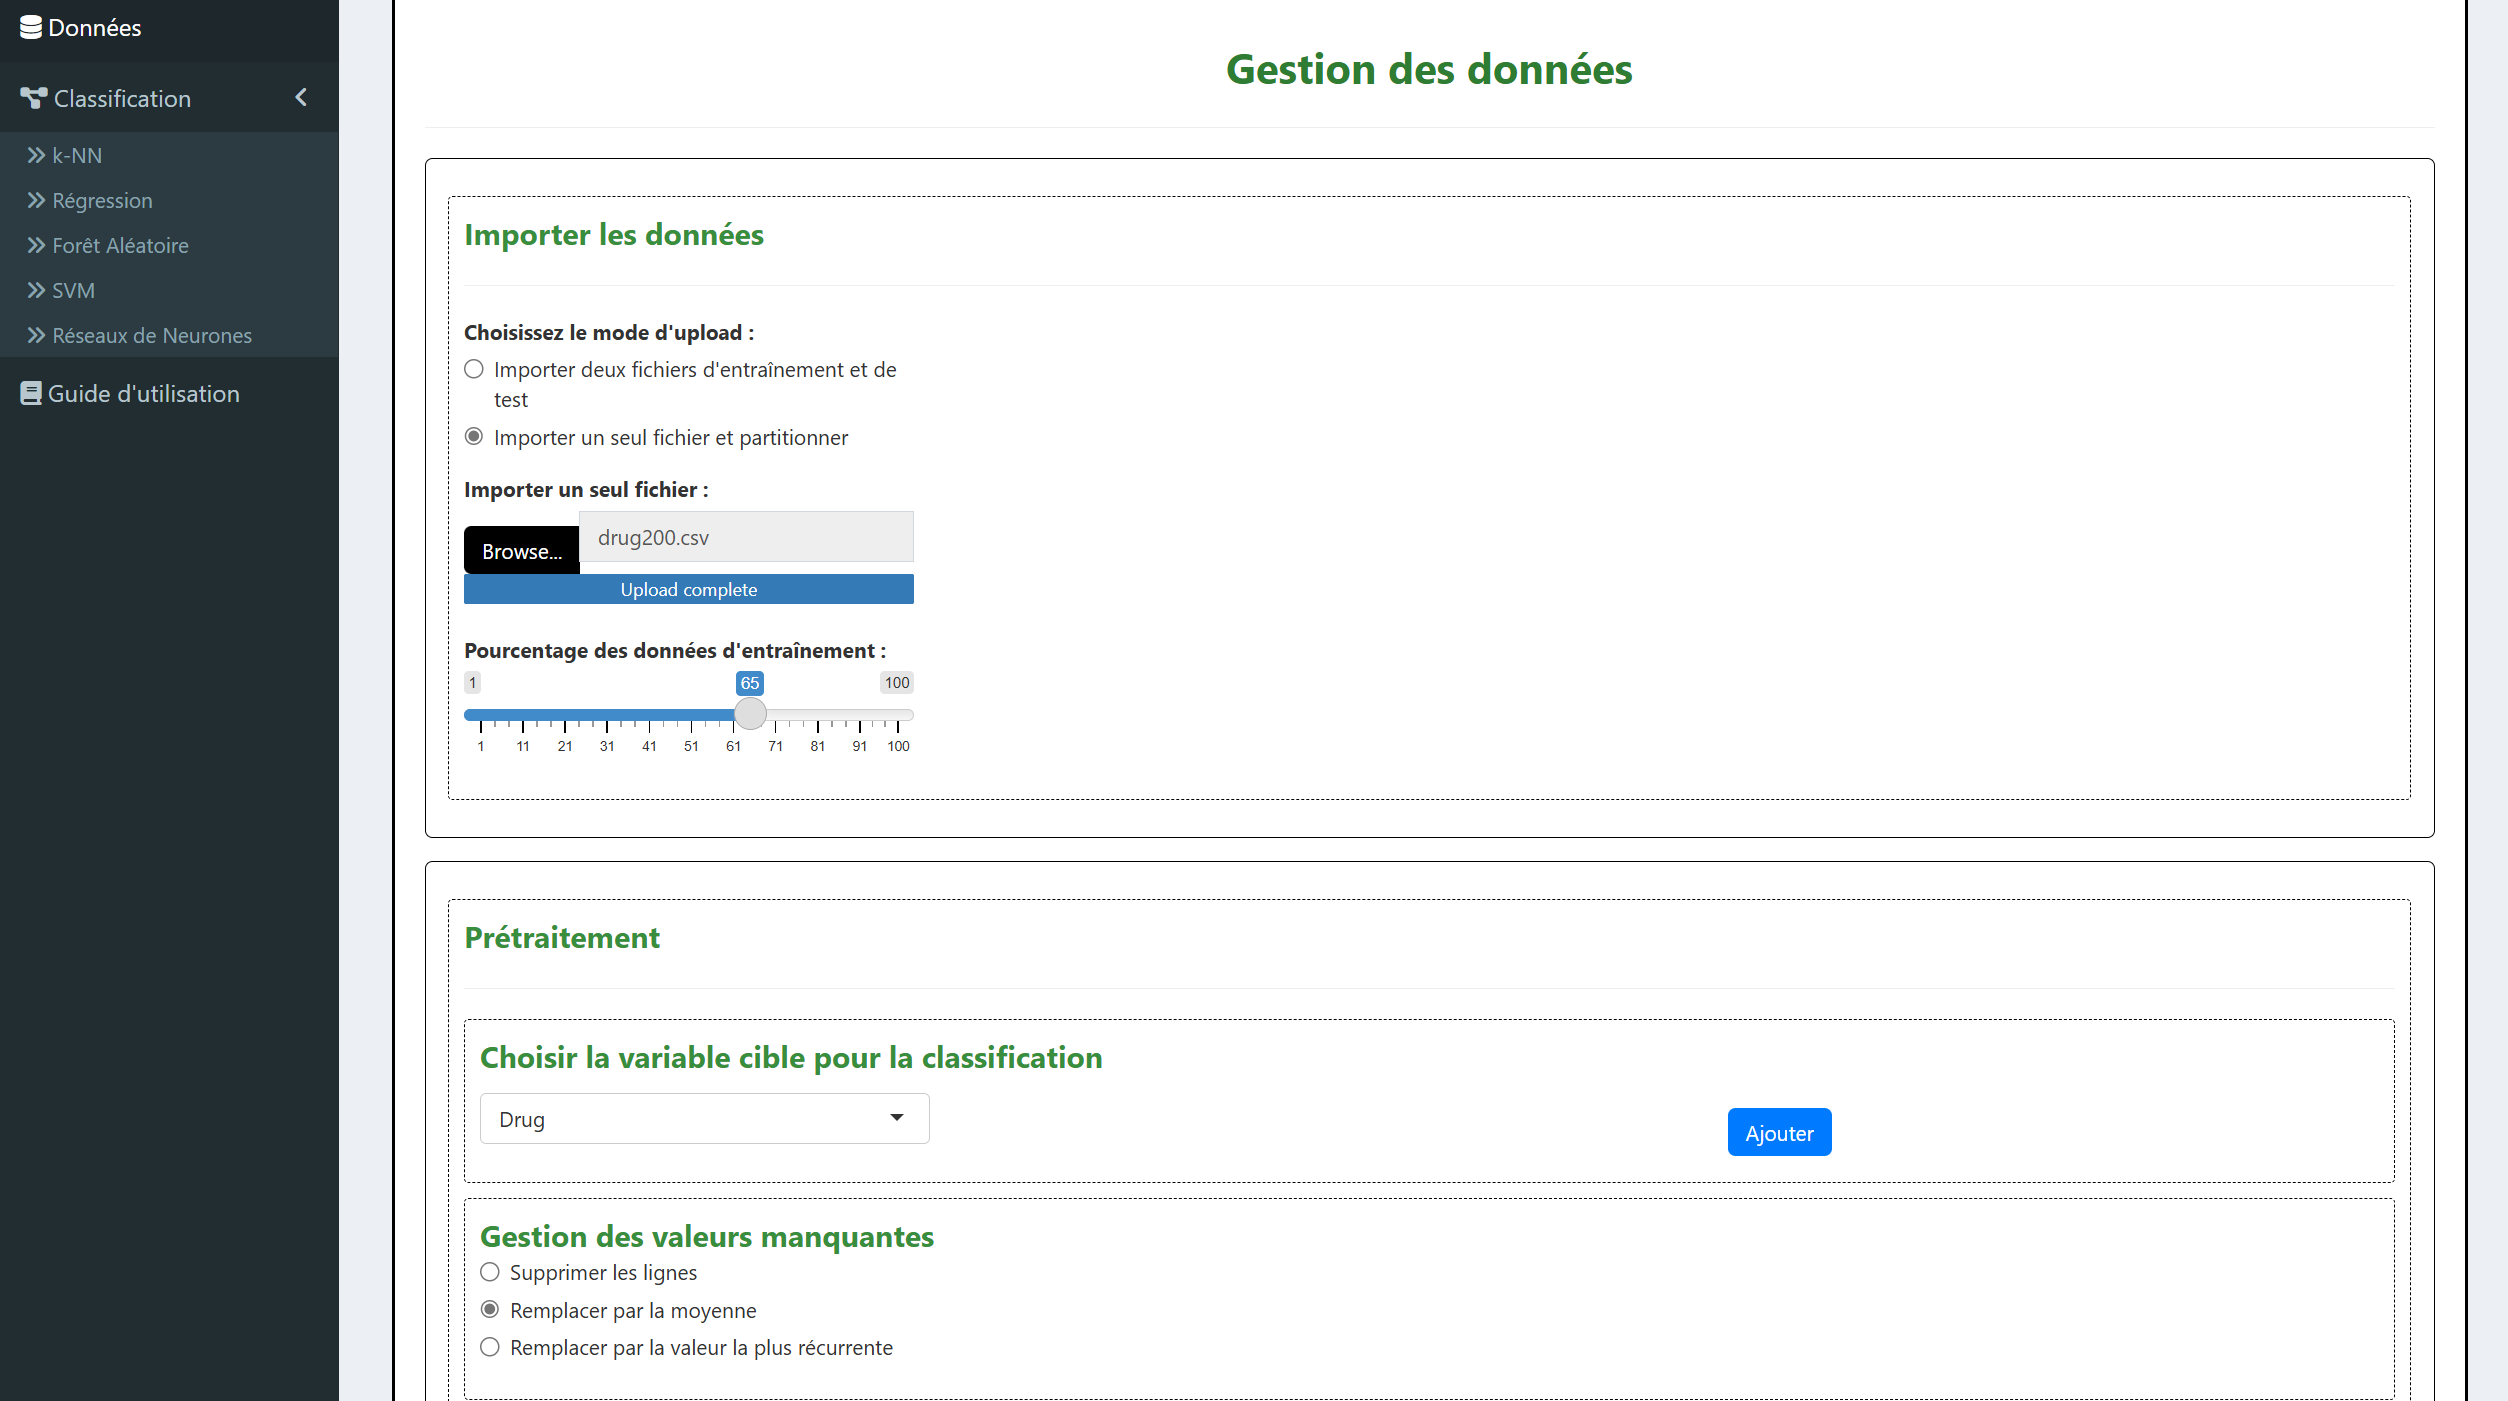 Données
Classification
k-NN
Régression
Forêt Aléatoire
SVM
Réseaux de Neurones
Guide d'utilisation
Gestion des données
Importer les données
Choisissez le mode d'upload :
Importer deux fichiers d'entraînement et de
test
Importer un seul fichier et partitionner
Importer un seul fichier :
Browse... drug200.csv
Upload complete
Pourcentage des données d'entraînement :
1 65 100
1 11 21 31 41 51 61 71 81 91 100
Prétraitement
Choisir la variable cible pour la classification
Drug
Ajouter
Gestion des valeurs manquantes
Supprimer les lignes
Remplacer par la moyenne
Remplacer par la valeur la plus récurrente